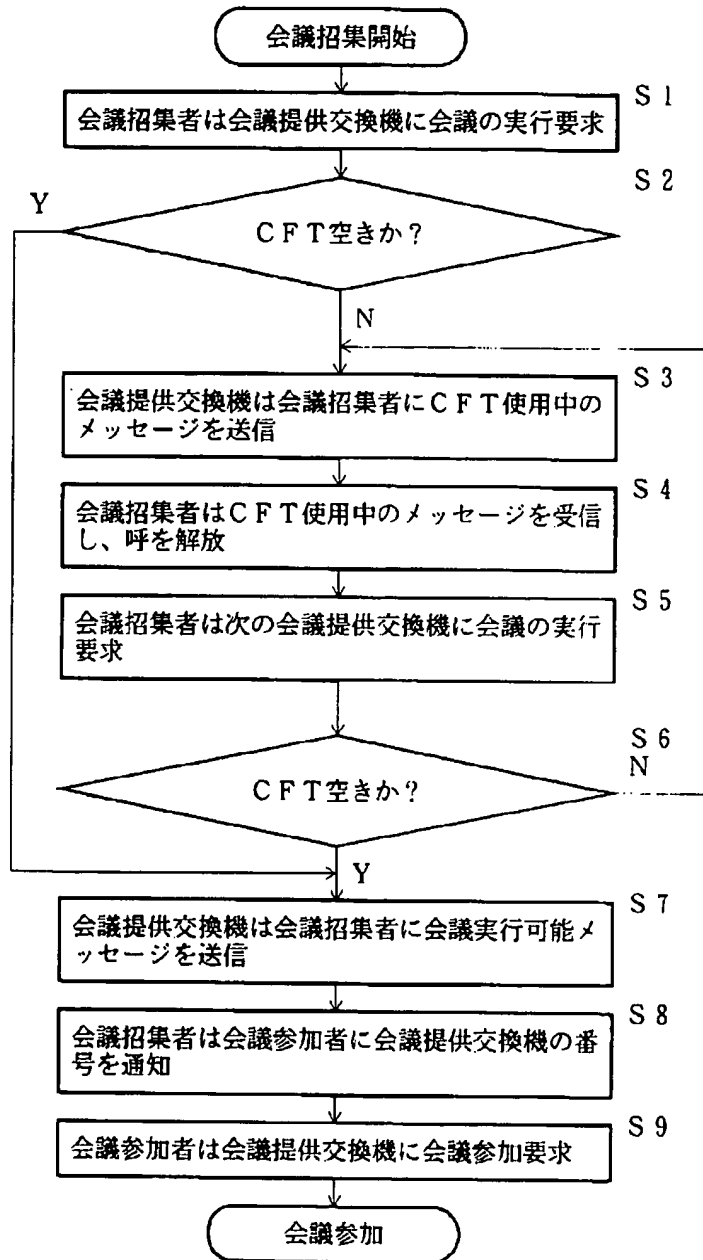 会議招集開始
S1
会議招集者は会議提供交換機に会議の実行要求
S2
Y
CFT空きか?
N
S3
会議提供交換機は会議招集者にCFT使用中の
メッセージを送信
S4
会議招集者はCFT使用中のメッセージを受信
し、呼を解放
S5
会議招集者は次の会議提供交換機に会議の実行
要求
S6
N
CFT空きか?
Y
S7
会議提供交換機は会議招集者に会議実行可能メ
ッセージを送信
S8
会議招集者は会議参加者に会議提供交換機の番
号を通知
S9
会議参加者は会議提供交換機に会議参加要求
会議参加